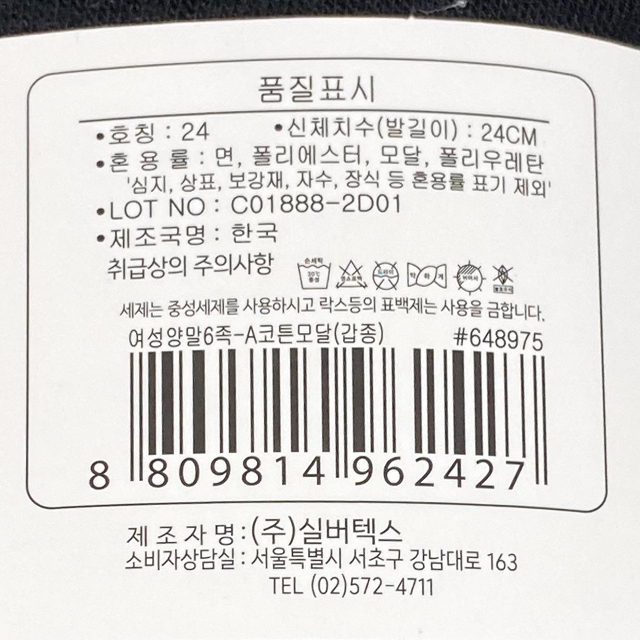 품질표시
•호칭 : 24 •신체치수(발길이) : 24CM
•혼용률 : 면, 폴리에스터, 모달, 폴리우레탄
'심지, 상표, 보강재, 자수, 장식 등 혼용률 표기 제외'
•LOT NO : C01888-2D01
•제조국명 : 한국
취급상의 주의사항 손세탁 30℃ 중성
세제는 중성세제를 사용하시고 락스등의 표백제는 사용을 금합니다.
여성양말6족-A코튼모달(갑종) #648975
8 809814 962427
제 조 자 명 : (주)실버텍스
소비자상담실 : 서울특별시 서초구 강남대로 163
TEL (02)572-4711